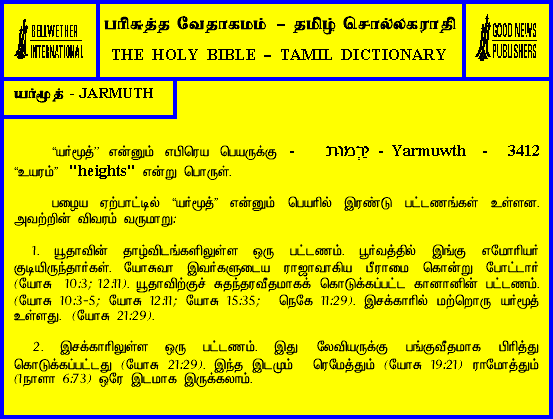 BELLWETHER
INTERNATIONAL
பரிசுத்த வேதாகமம் – தமிழ் சொல்லகராதி
THE HOLY BIBLE – TAMIL DICTIONARY
GOOD NEWS
PUBLISHERS
யர்மூத் - JARMUTH
“யர்மூத்” என்னும் எபிரெய பெயருக்கு - ירמות - Yarmuwth - 3412
“உயரம்” "heights" என்று பொருள்.
பழைய ஏற்பாட்டில் “யர்மூத்” என்னும் பெயரில் இரண்டு பட்டணங்கள் உள்ளன.
அவற்றின் விவரம் வருமாறு:
1. யூதாவின் தாழ்விடங்களிலுள்ள ஒரு பட்டணம். பூர்வத்தில் இங்கு எமோரியர்
குடியிருந்தார்கள். யோசுவா இவர்களுடைய ராஜாவாகிய பீராமை கொன்று போட்டார்
(யோசு 10:3; 12:11). யூதாவிற்குச் சுதந்தரவீதமாகக் கொடுக்கப்பட்ட கானானின் பட்டணம்.
(யோசு 10:3-5; யோசு 12:11; யோசு 15:35; நெகே 11:29). இசக்காரில் மற்றொரு யர்மூத்
உள்ளது. (யோசு 21:29).
2. இசக்காரிலுள்ள ஒரு பட்டணம். இது லேவியருக்கு பங்குவீதமாக பிரித்து
கொடுக்கப்பட்டது (யோசு 21:29). இந்த இடமும் ரெமேத்தும் (யோசு 19:21) ராமோத்தும்
(1நாளா 6:73) ஒரே இடமாக இருக்கலாம்.